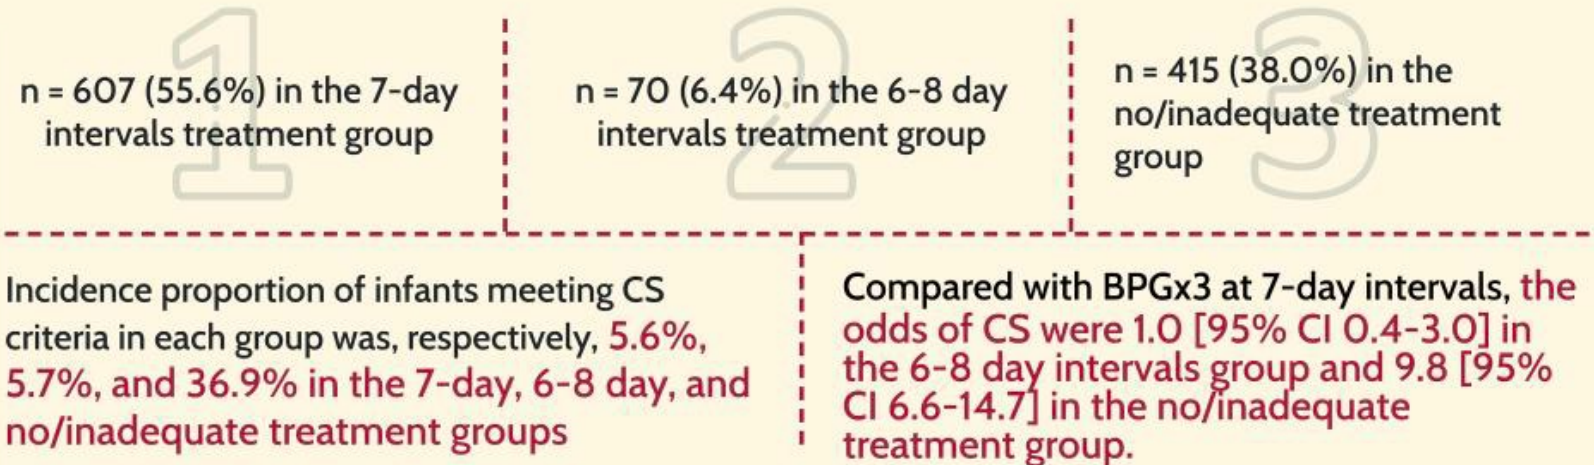 1
n = 607 (55.6%) in the 7-day
intervals treatment group
2
n = 70 (6.4%) in the 6-8 day
intervals treatment group
3
n = 415 (38.0%) in the
no/inadequate treatment
group
Incidence proportion of infants meeting CS
criteria in each group was, respectively, 5.6%,
5.7%, and 36.9% in the 7-day, 6-8 day, and
no/inadequate treatment groups
Compared with BPGx3 at 7-day intervals, the
odds of CS were 1.0 [95% CI 0.4-3.0] in
the 6-8 day intervals group and 9.8 [95%
CI 6.6-14.7] in the no/inadequate
treatment group.